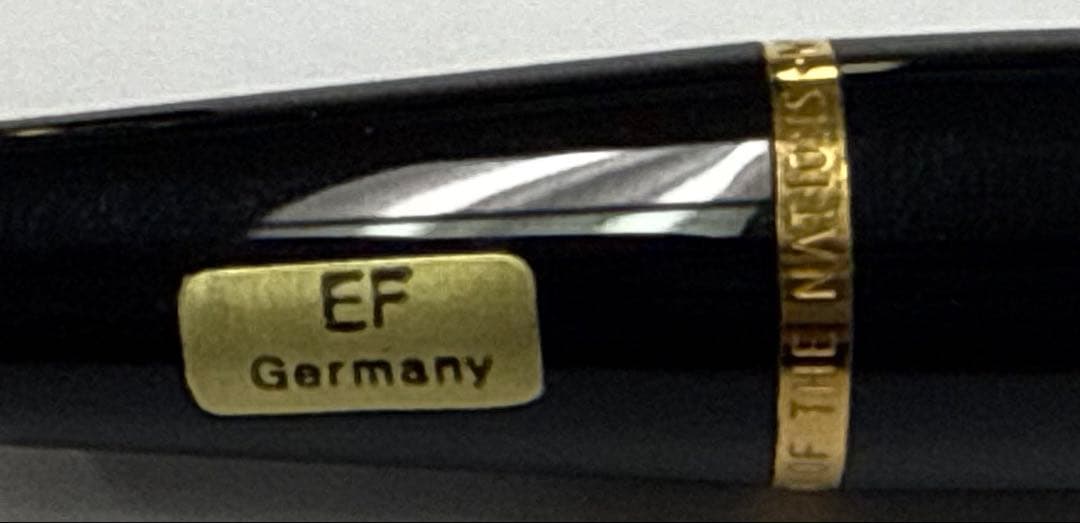 EF
Germany
OF THE NATIONS